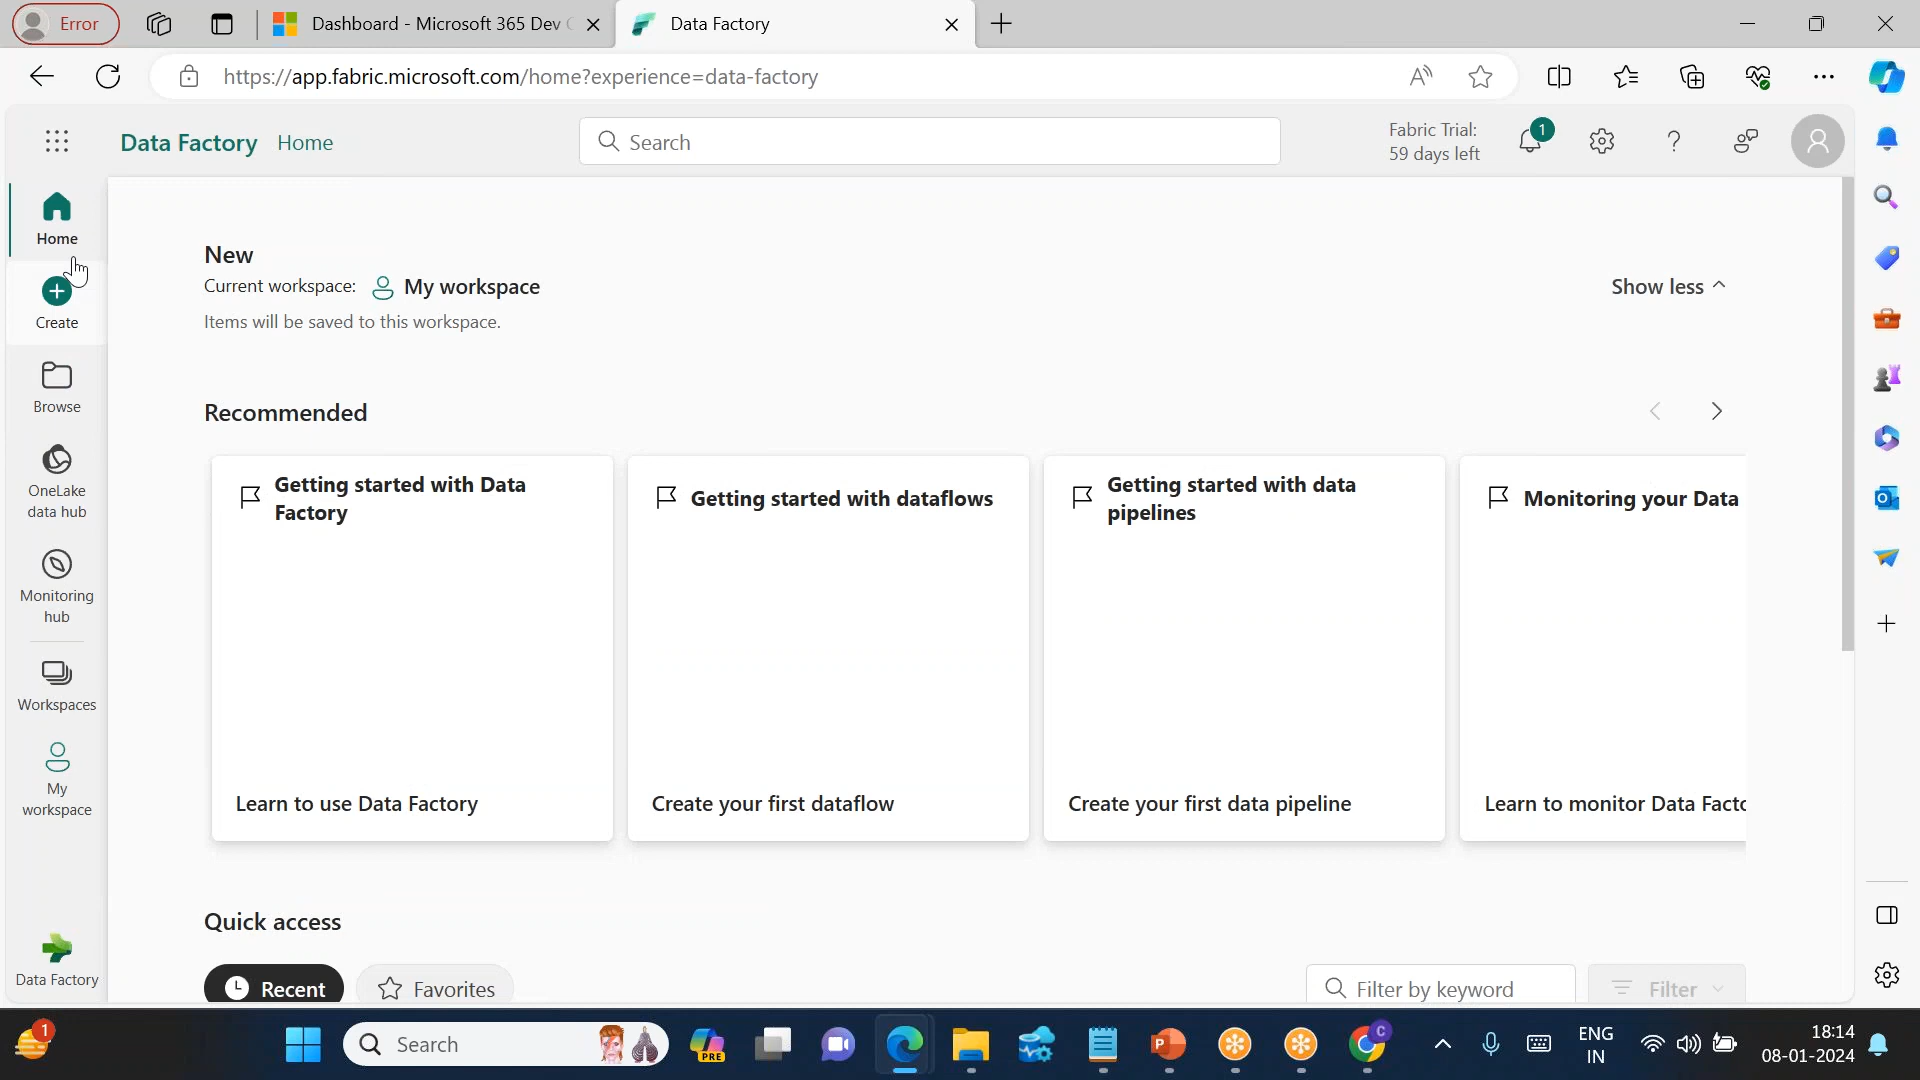 Error
Dashboard - Microsoft 365 Dev C
Data Factory
https://app.fabric.microsoft.com/home?experience=data-factory
Data Factory Home
Search
Fabric Trial:
59 days left
1
Home
Create
Browse
OneLake
data hub
Monitoring
hub
Workspaces
My
workspace
Data Factory
New
Current workspace: My workspace
Show less
Items will be saved to this workspace.
Recommended
Getting started with Data
Factory
Learn to use Data Factory
Getting started with dataflows
Create your first dataflow
Getting started with data
pipelines
Create your first data pipeline
Monitoring your Data
Learn to monitor Data Facto
Quick access
Recent
Favorites
Filter by keyword
Filter
1
Search
PRE
P
C
ENG
IN
18:14
08-01-2024